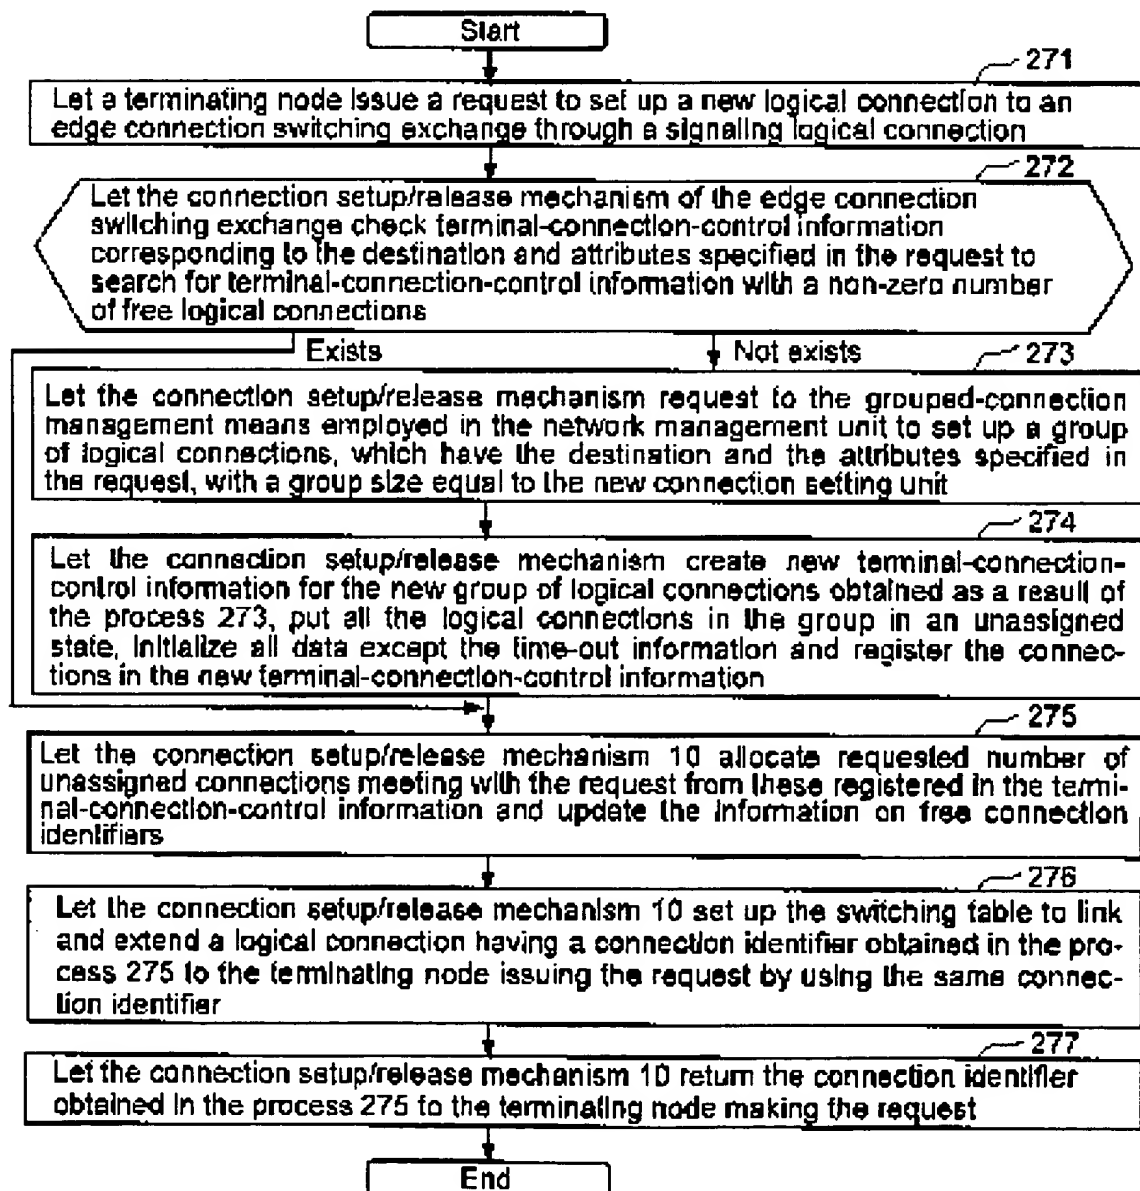 Start
271
Let a terminating node issue a request to set up a new logical connection to an
edge connection switching exchange through a signaling logical connection
272
Let the connection setup/release mechanism of the edge connection
switching exchange check terminal-connection-control information
corresponding to the destination and attributes specified in the request to
search for terminal-connection-control information with a non-zero number
of free logical connections
Exists
Not exists
273
Let the connection setup/release mechanism request to the grouped-connection
management means employed in the network management unit to set up a group
of logical connections, which have the destination and the attributes specified in
the request, with a group size equal to the new connection setting unit
274
Let the connection setup/release mechanism create new terminal-connection-
control information for the new group of logical connections obtained as a result of
the process 273, put all the logical connections in the group in an unassigned
state, initialize all data except the time-out information and register the connec-
tions in the new terminal-connection-control information
275
Let the connection setup/release mechanism 10 allocate requested number of
unassigned connections meeting with the request from these registered in the termi-
nal-connection-control information and update the information on free connection
identifiers
276
Let the connection setup/release mechanism 10 set up the switching table to link
and extend a logical connection having a connection identifier obtained in the pro-
cess 275 to the terminating node issuing the request by using the same connec-
tion identifier
277
Let the connection setup/release mechanism 10 return the connection identifier
obtained in the process 275 to the terminating node making the request
End